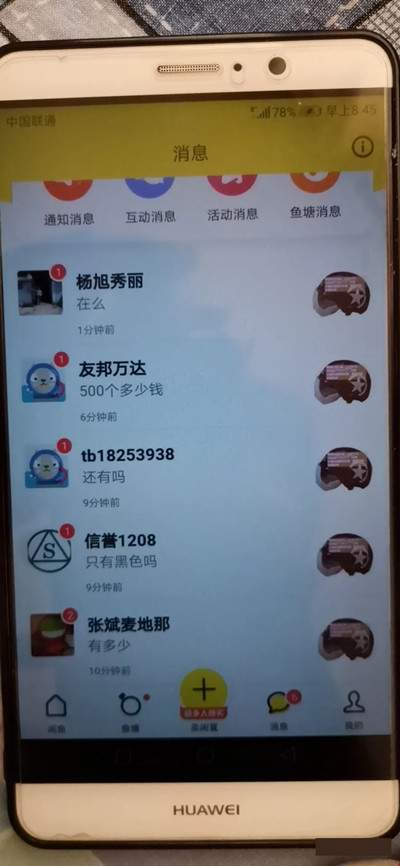 中国联通
78%
早上8:45
消息
通知消息
互动消息
活动消息
鱼塘消息
1
杨旭秀丽
在么
1分钟前
1
友邦万达
500个多少钱
6分钟前
1
tb18253938
还有吗
9分钟前
1
信誉1208
只有黑色吗
9分钟前
2
张斌麦地那
有多少
10分钟前
闲鱼
鱼塘
卖闲置
消息
6
我的
HUAWEI